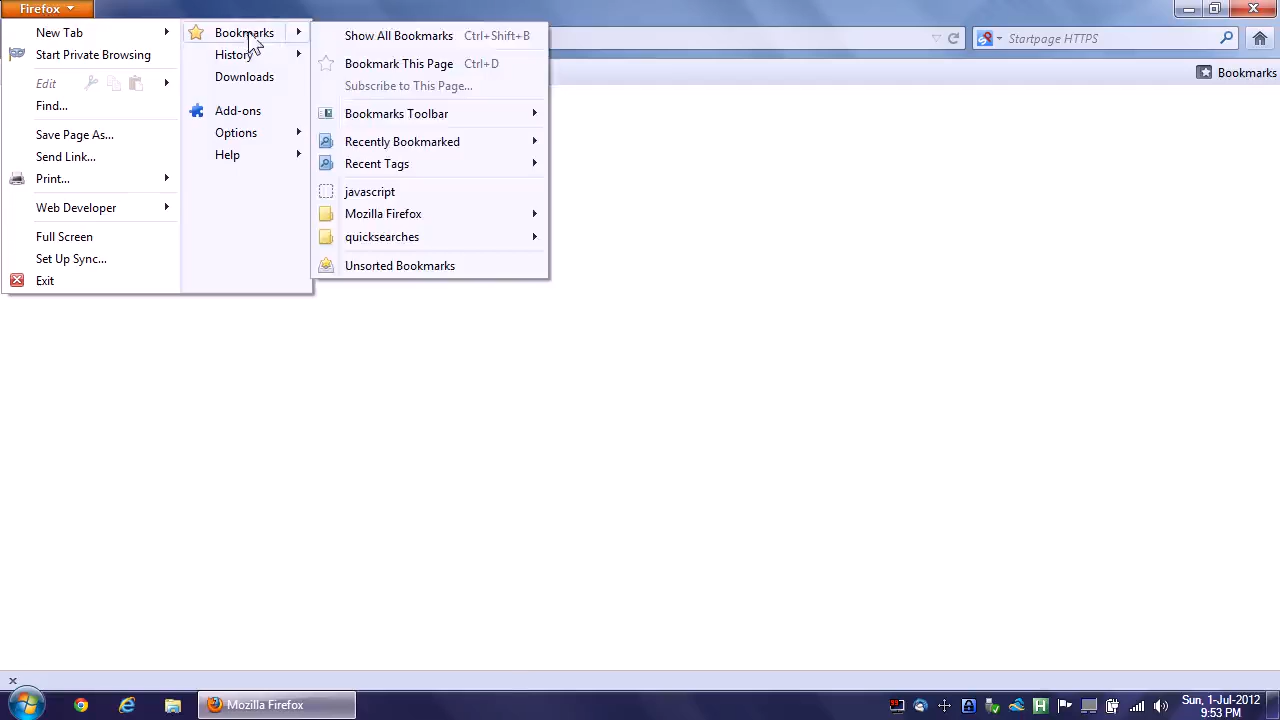 Firefox
New Tab
Start Private Browsing
Edit
Find...
Save Page As...
Send Link...
Print...
Web Developer
Full Screen
Set Up Sync...
Exit
Bookmarks
History
Downloads
Add-ons
Options
Help
Show All Bookmarks Ctrl+Shift+B
Bookmark This Page Ctrl+D
Subscribe to This Page...
Bookmarks Toolbar
Recently Bookmarked
Recent Tags
javascript
Mozilla Firefox
quicksearches
Unsorted Bookmarks
Startpage HTTPS
Bookmarks
Mozilla Firefox
Sun, 1-Jul-2012
9:53 PM